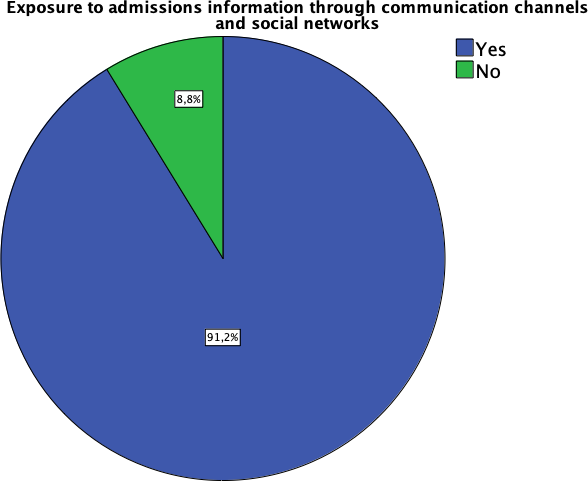 Exposure to admissions information through communication channels
and social networks
Yes
No
8,8%
91,2%